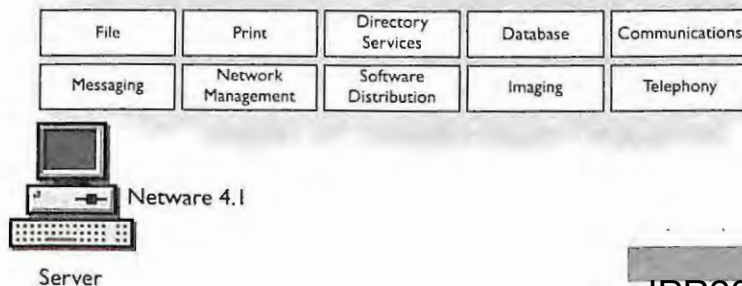 File
Print
Directory
Services
Database
Communications
Messaging
Network
Management
Software
Distribution
Imaging
Telephony
Netware 4.1
Server